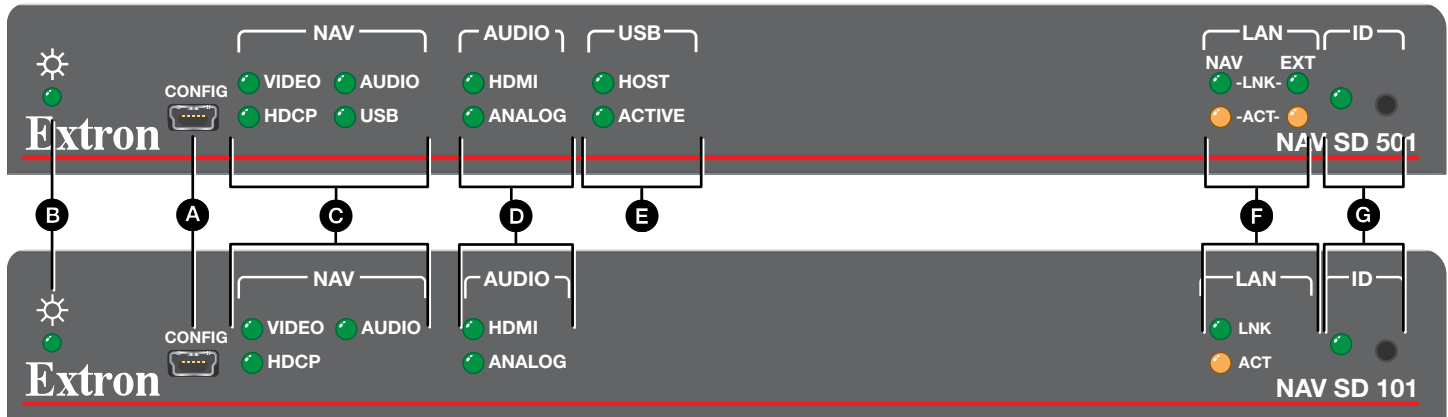 NAV AUDIO USB LAN ID
NAV EXT
VIDEO AUDIO HDMI HOST -LNK-
CONFIG
HDCP USB ANALOG ACTIVE -ACT-
Extron NAV SD 501
B A C D E F G
NAV AUDIO LAN ID
VIDEO AUDIO HDMI LNK
CONFIG
HDCP ANALOG ACT
Extron NAV SD 101